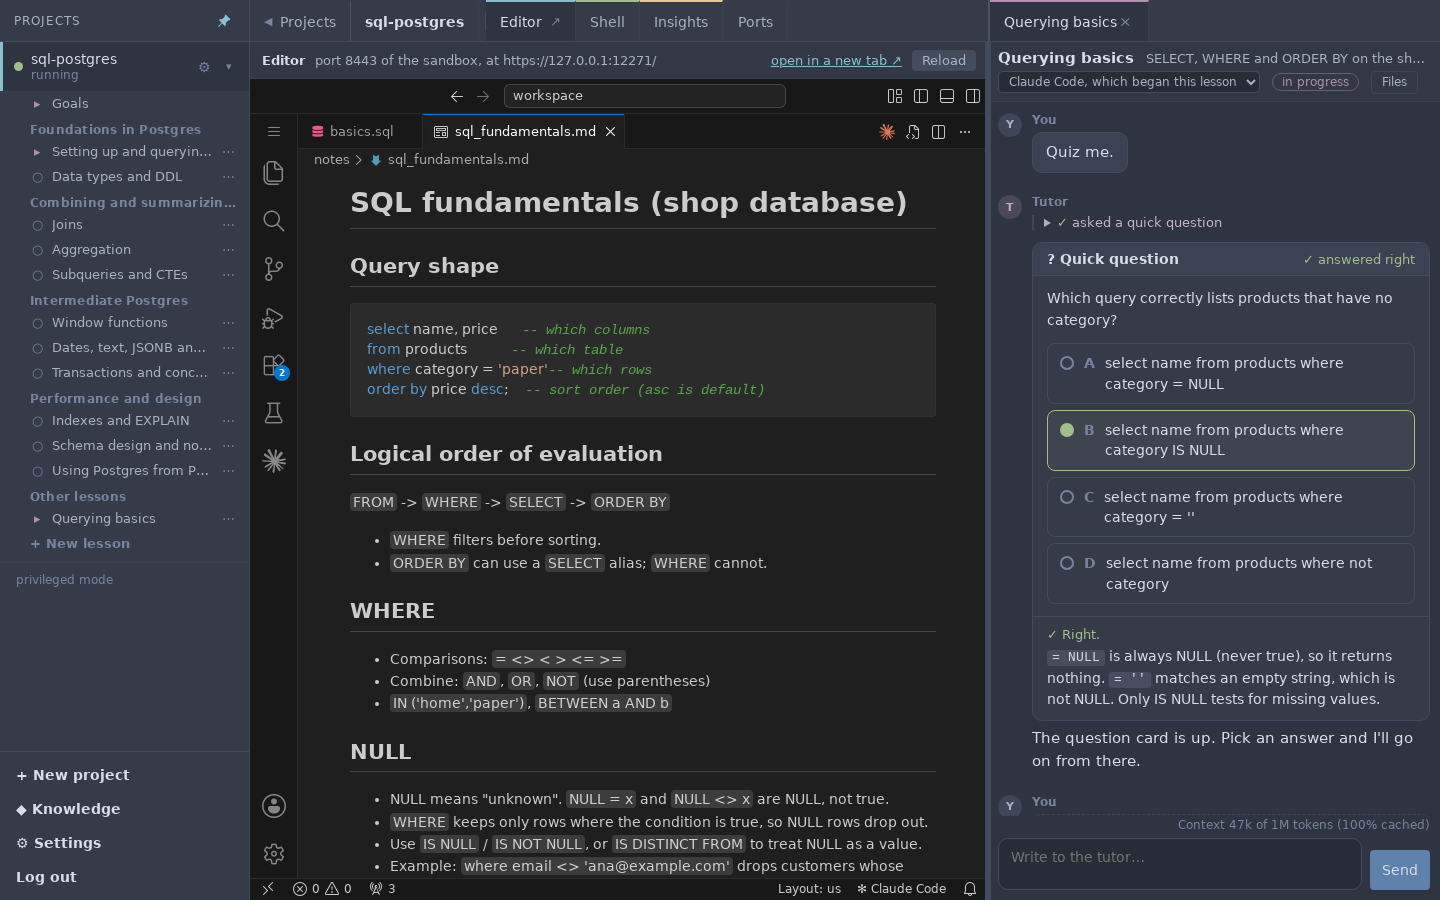 PROJECTS
sql-postgres
running
Goals
Foundations in Postgres
Setting up and queryin... ...
Data types and DDL ...
Combining and summarizin...
Joins ...
Aggregation ...
Subqueries and CTEs ...
Intermediate Postgres
Window functions ...
Dates, text, JSONB an... ...
Transactions and conc... ...
Performance and design
Indexes and EXPLAIN ...
Schema design and no... ...
Using Postgres from P... ...
Other lessons
Querying basics ...
+ New lesson
privileged mode
+ New project
◆ Knowledge
⚙ Settings
Log out
◀ Projects sql-postgres Editor ↗ Shell Insights Ports
Editor port 8443 of the sandbox, at https://127.0.0.1:12271/ open in a new tab ↗ Reload
workspace
basics.sql sql_fundamentals.md
notes > sql_fundamentals.md
SQL fundamentals (shop database)
Query shape
select name, price -- which columns
from products -- which table
where category = 'paper'-- which rows
order by price desc; -- sort order (asc is default)
Logical order of evaluation
FROM -> WHERE -> SELECT -> ORDER BY
• WHERE filters before sorting.
• ORDER BY can use a SELECT alias; WHERE cannot.
WHERE
• Comparisons: = <> < > <= >=
• Combine: AND, OR, NOT (use parentheses)
• IN ('home','paper'), BETWEEN a AND b
NULL
• NULL means "unknown". NULL = x and NULL <> x are NULL, not true.
• WHERE keeps only rows where the condition is true, so NULL rows drop out.
• Use IS NULL / IS NOT NULL, or IS DISTINCT FROM to treat NULL as a value.
• Example: where email <> 'ana@example.com' drops customers whose
2
0 0 3 Layout: us ✻ Claude Code
Querying basics ×
Querying basics SELECT, WHERE and ORDER BY on the sh...
Claude Code, which began this lesson in progress Files
Y You
Quiz me.
T Tutor
▶ ✓ asked a quick question
? Quick question ✓ answered right
Which query correctly lists products that have no
category?
A select name from products where
category = NULL
B select name from products where
category IS NULL
C select name from products where
category = ''
D select name from products where not
category
✓ Right.
= NULL is always NULL (never true), so it returns
nothing. = '' matches an empty string, which is
not NULL. Only IS NULL tests for missing values.
The question card is up. Pick an answer and I'll go
on from there.
Y You
Context 47k of 1M tokens (100% cached)
Write to the tutor...
Send